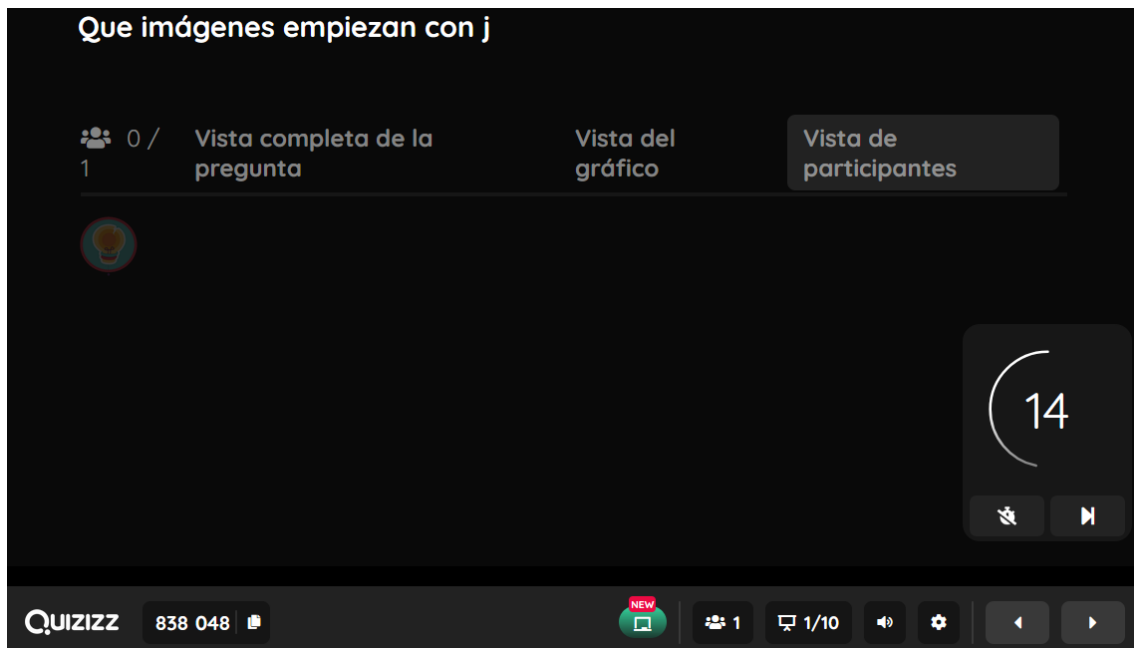 Que imágenes empiezan con j
0 /
1
Vista completa de la
pregunta
Vista del
gráfico
Vista de
participantes
14
QUIZIZZ
838 048
NEW
1
1/10